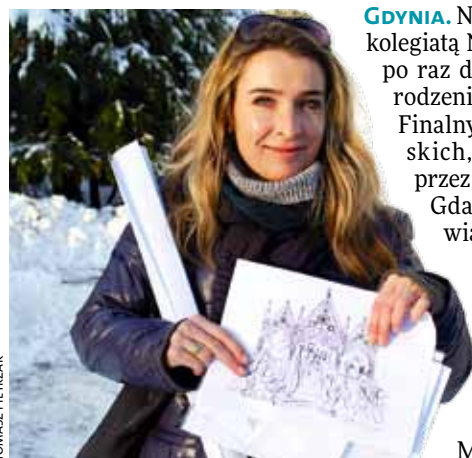 GDYNIA. N
kolegiatą N
po raz d
rodzeni
Finalny
skich,
przez
Gda
wia
M